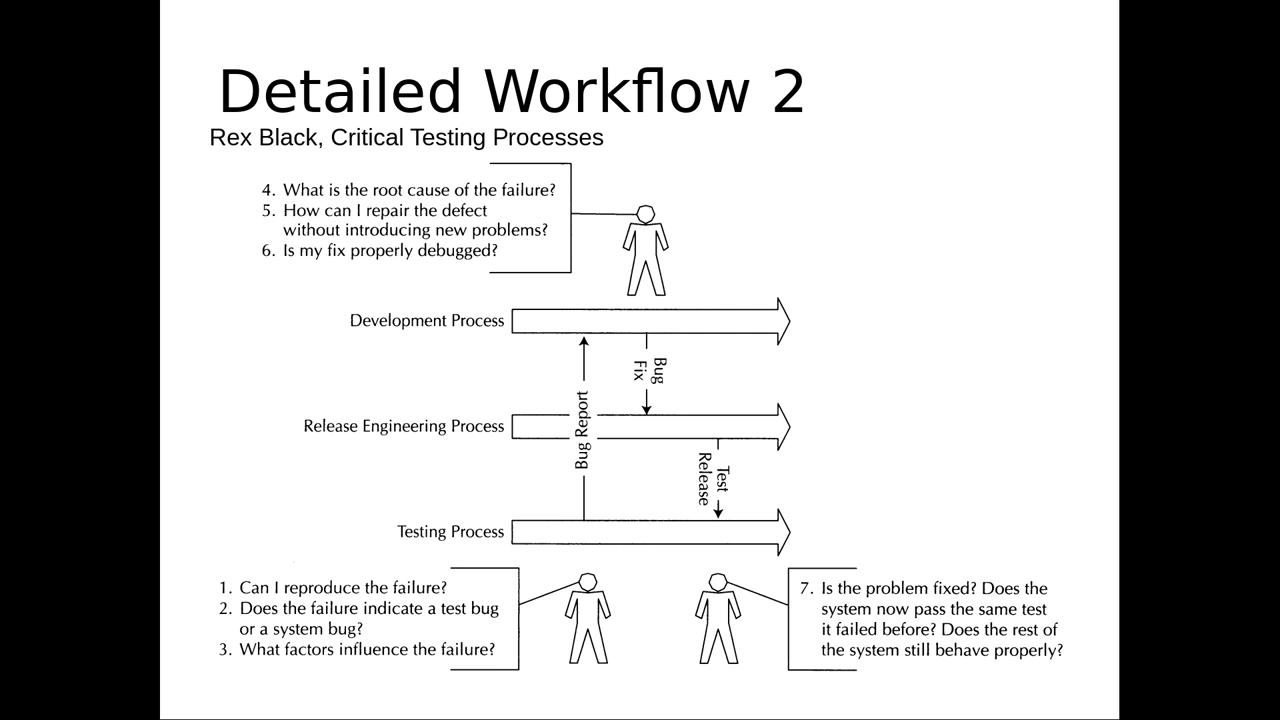 Detailed Workflow 2
Rex Black, Critical Testing Processes
4. What is the root cause of the failure?
5. How can I repair the defect
without introducing new problems?
6. Is my fix properly debugged?
Development Process
Bug
Fix
Bug Report
Release Engineering Process
Test
Release
Testing Process
1. Can I reproduce the failure?
2. Does the failure indicate a test bug
or a system bug?
3. What factors influence the failure?
7. Is the problem fixed? Does the
system now pass the same test
it failed before? Does the rest of
the system still behave properly?